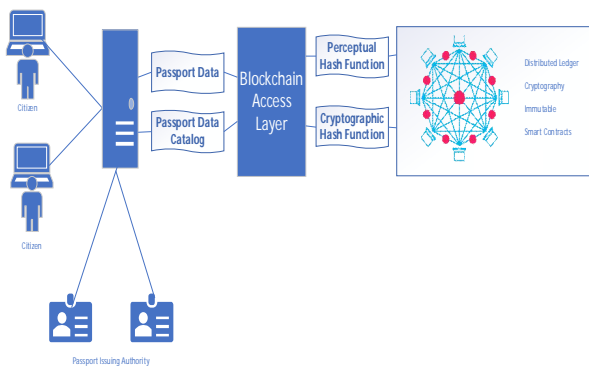 Citizen
Citizen
Passport Data
Passport Data
Catalog
Blockchain
Access
Layer
Perceptual
Hash Function
Cryptographic
Hash Function
Distributed Ledger
Cryptography
Immutable
Smart Contracts
Passport Issuing Authority